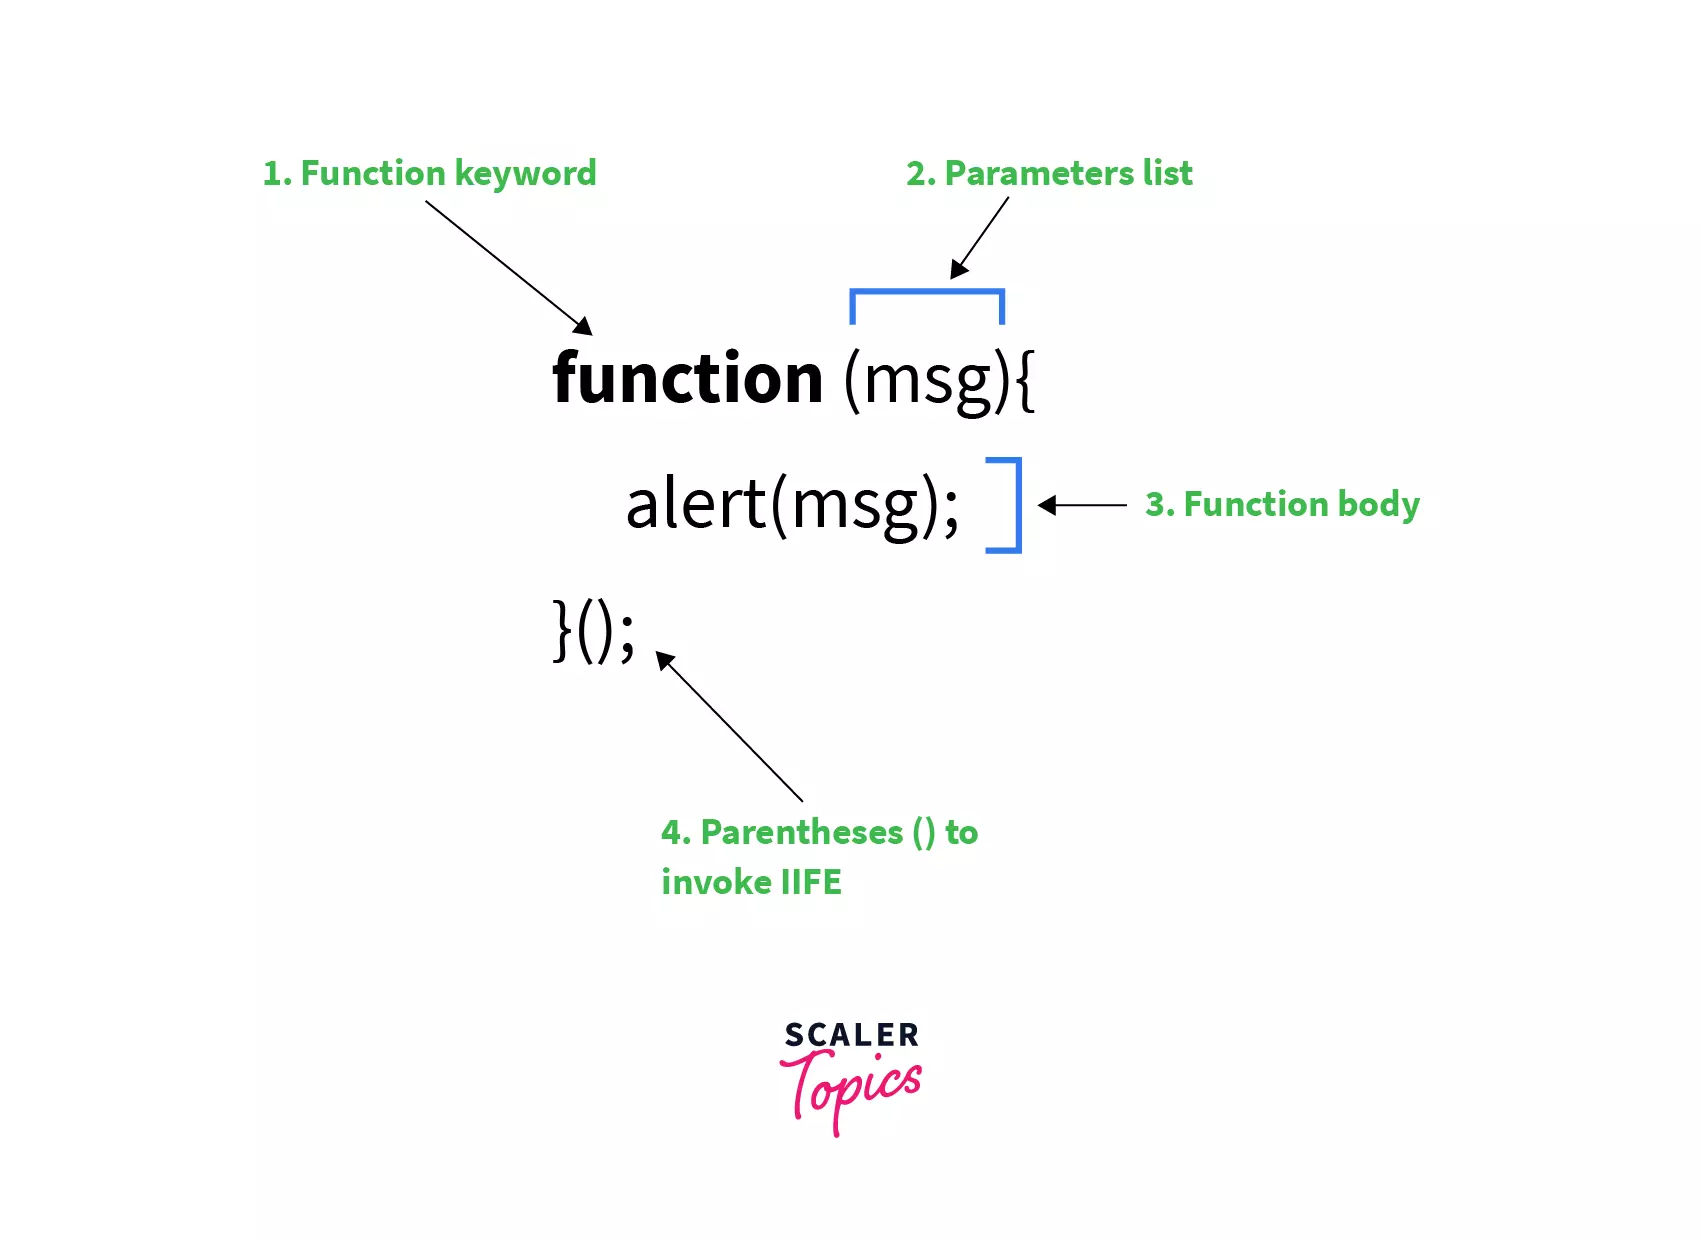 1. Function keyword
2. Parameters list
function (msg){
alert(msg);
3. Function body
}();
4. Parentheses () to
invoke IIFE
SCALER
Topics